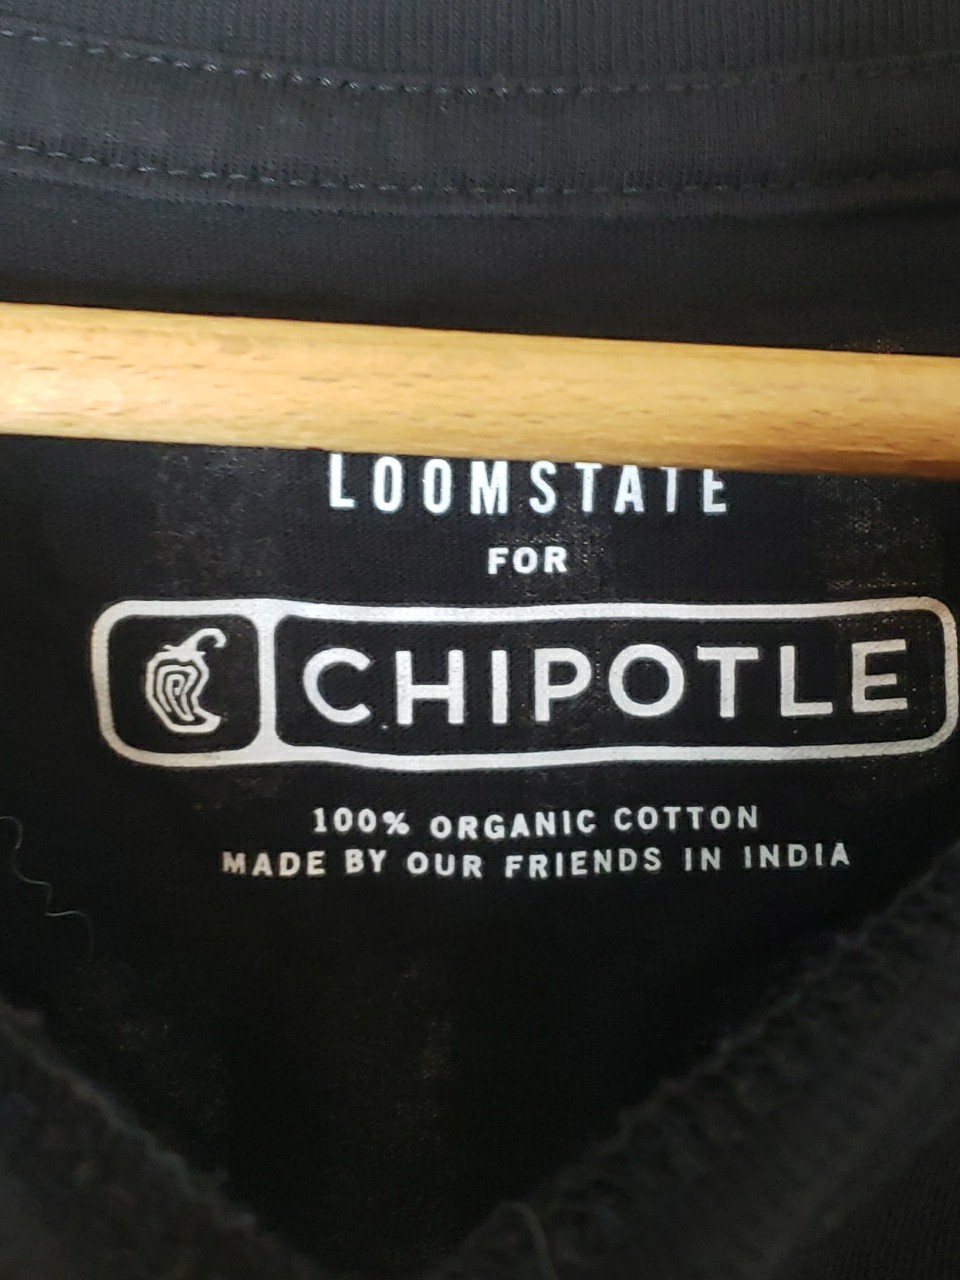 LOOMSTATE
FOR
CHIPOTLE
100% ORGANIC COTTON
MADE BY OUR FRIENDS IN INDIA